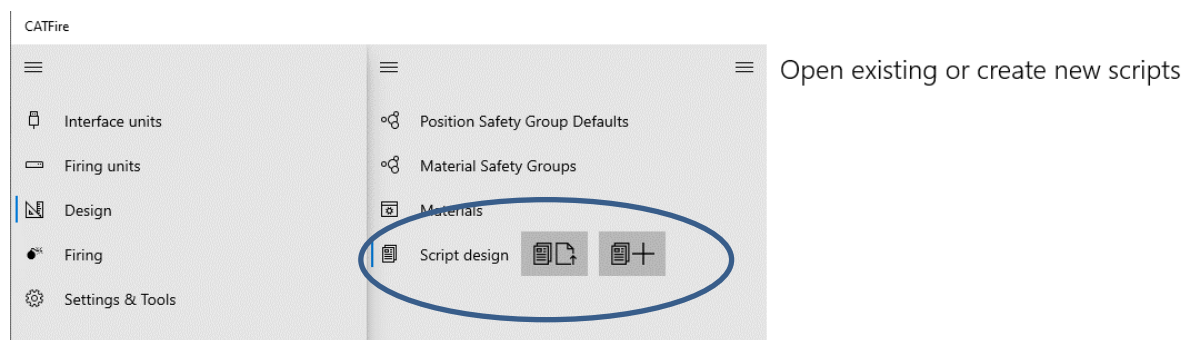 CATFire
Open existing or create new scripts
Interface units
Firing units
Design
Firing
Settings & Tools
Position Safety Group Defaults
Material Safety Groups
Materials
Script design